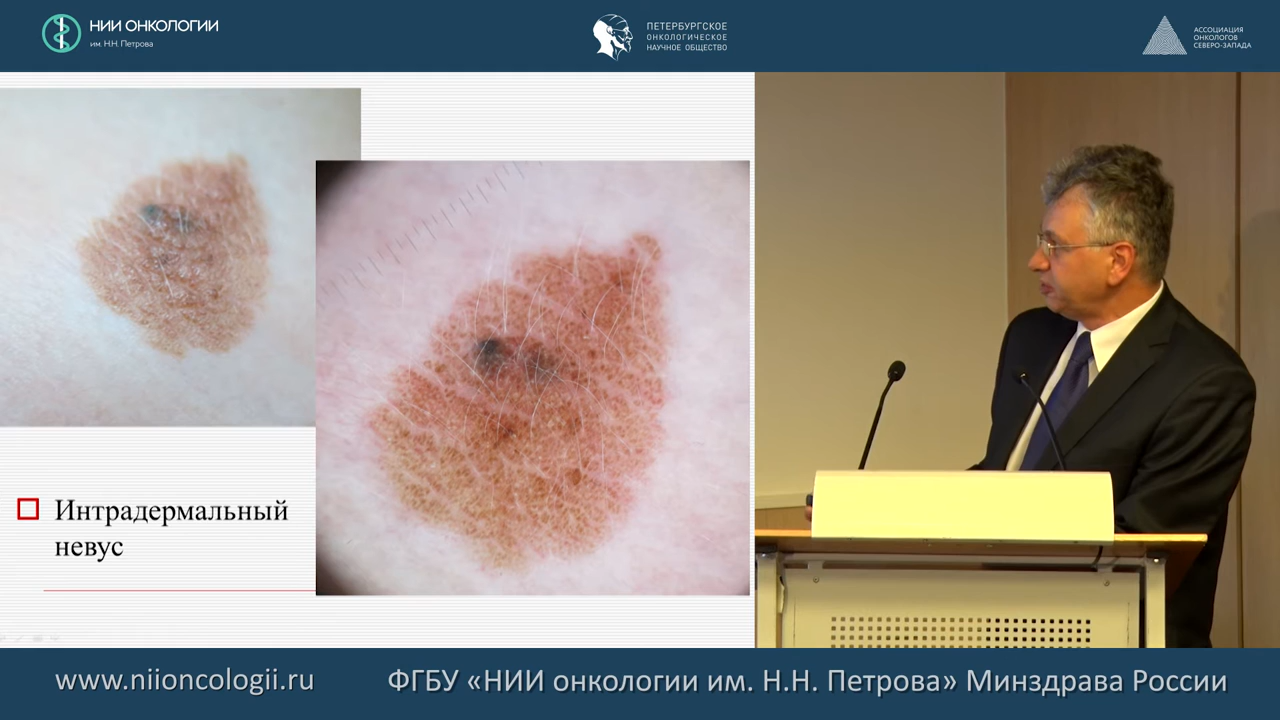 НИИ ОНКОЛОГИИ
им. Н.Н. Петрова
ПЕТЕРБУРГСКОЕ
ОНКОЛОГИЧЕСКОЕ
НАУЧНОЕ ОБЩЕСТВО
АССОЦИАЦИЯ
ОНКОЛОГОВ
СЕВЕРО-ЗАПАДА
Интрадермальный
невус
www.niioncologii.ru
ФГБУ «НИИ онкологии им. Н.Н. Петрова» Минздрава России